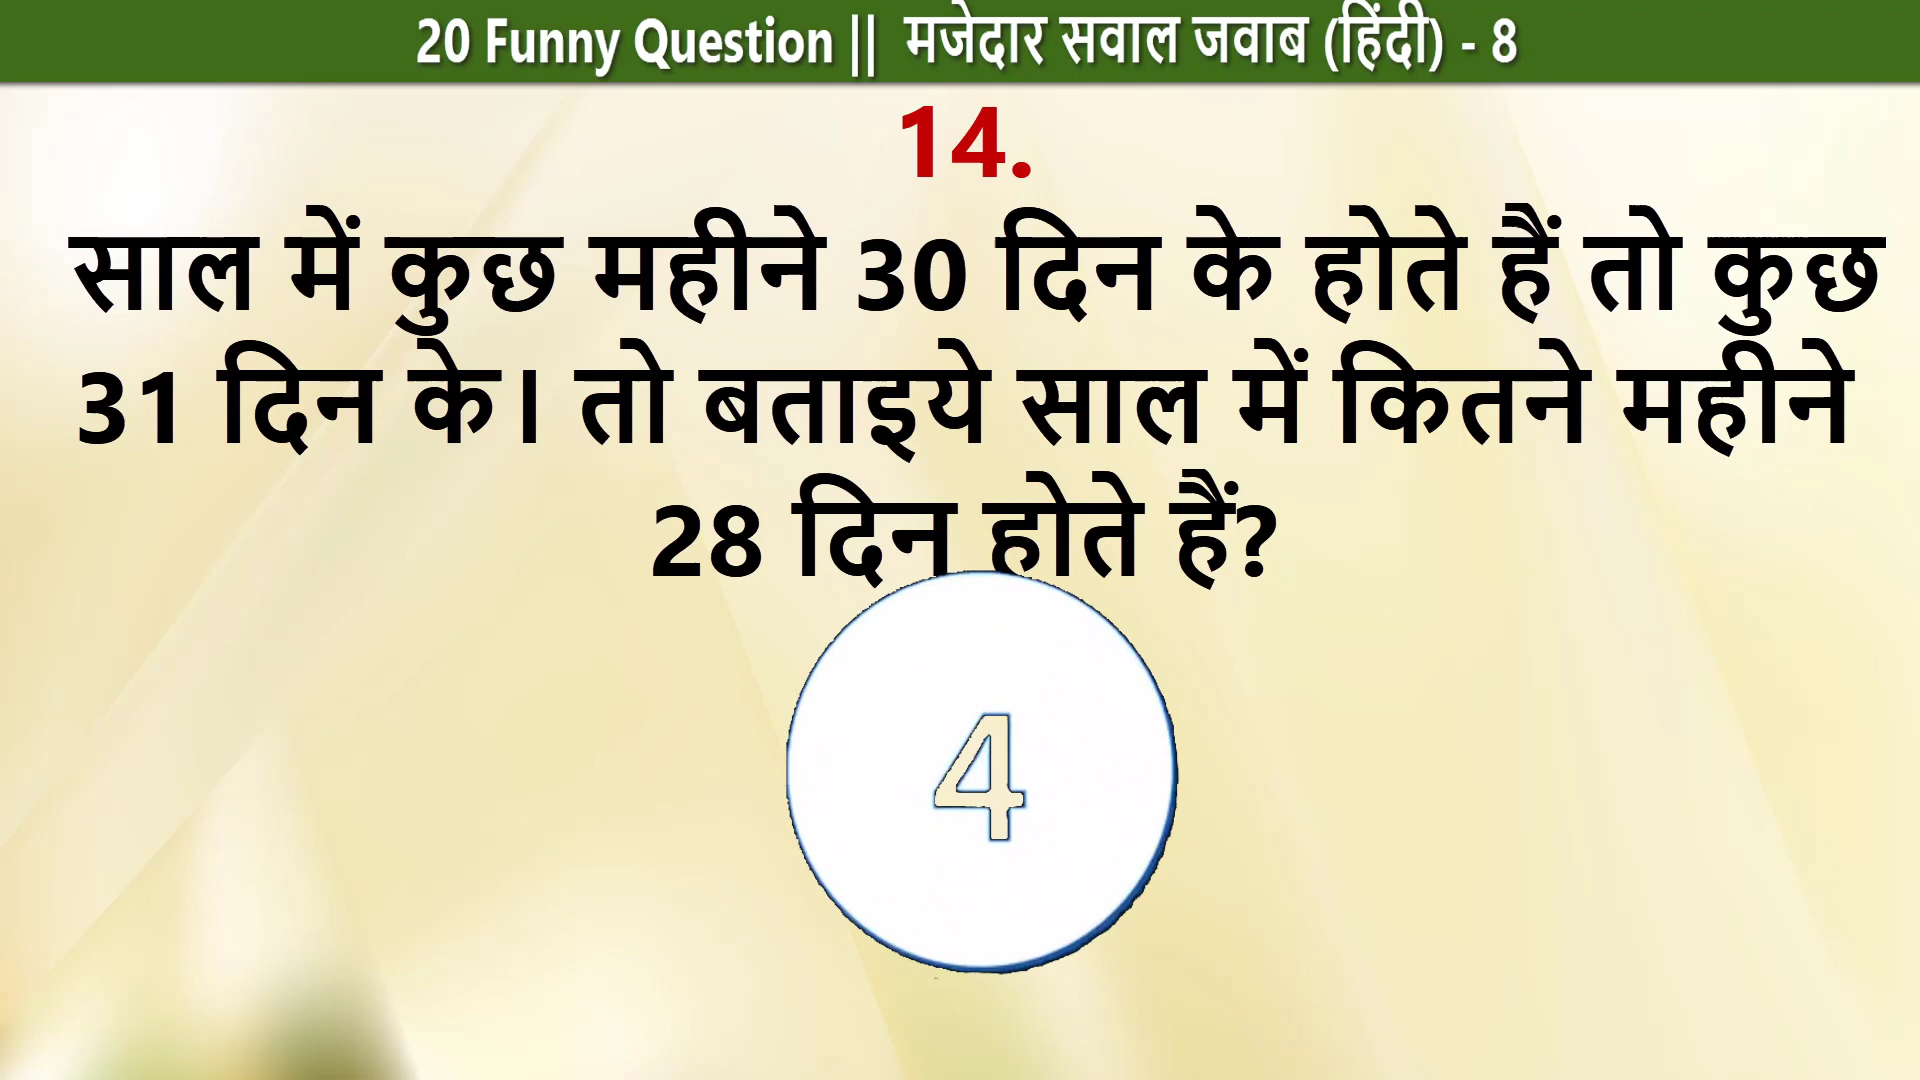 20 Funny Question || मजेदार सवाल जवाब (हिंदी) - 8
14.
साल में कुछ महीने 30 दिन के होते हैं तो कुछ
31 दिन के। तो बताइये साल में कितने महीने
28 दिन होते हैं?
4